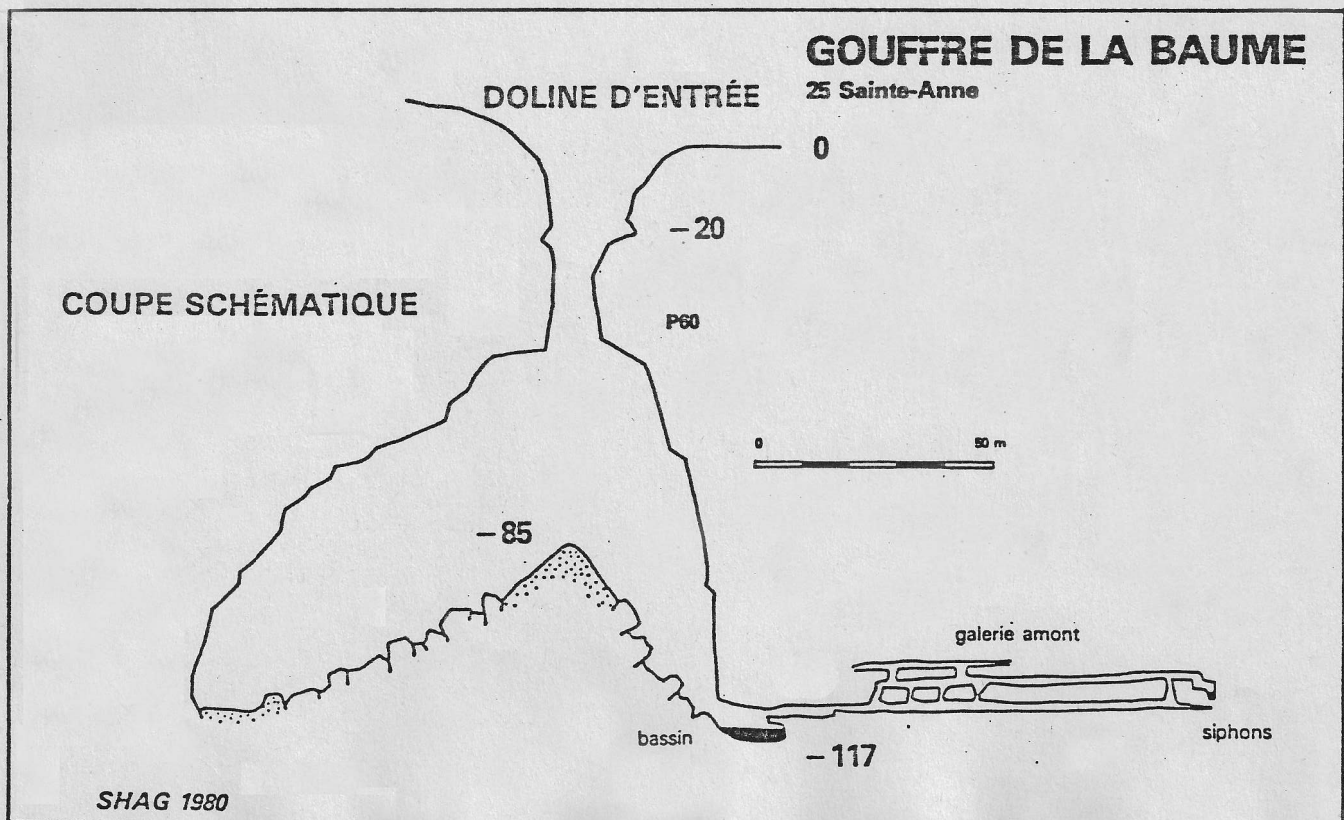 GOUFFRE DE LA BAUME
25 Sainte-Anne
DOLINE D'ENTRÉE
0
-20
COUPE SCHÉMATIQUE
P60
0 50 m
-85
galerie amont
bassin
siphons
-117
SHAG 1980